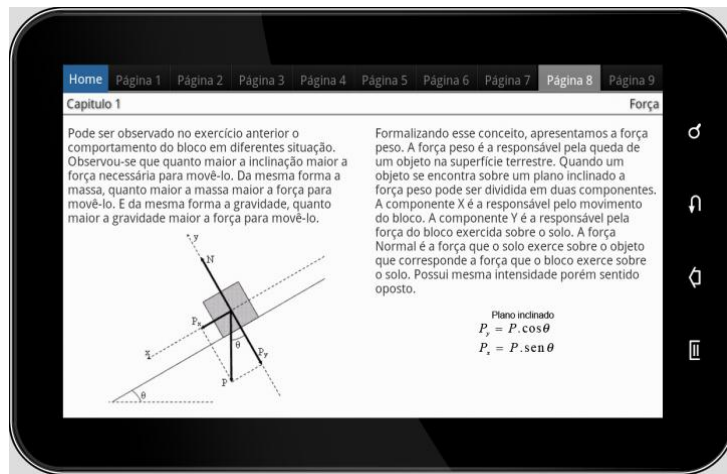 Home Página 1 Página 2 Página 3 Página 4 Página 5 Página 6 Página 7 Página 8 Página 9
Capitulo 1 Força
Pode ser observado no exercício anterior o
comportamento do bloco em diferentes situação.
Observou-se que quanto maior a inclinação maior a
força necessária para movê-lo. Da mesma forma a
massa, quanto maior a massa maior a força para
movê-lo. E da mesma forma a gravidade, quanto
maior a gravidade maior a força para movê-lo.
y
N
Px
θ
x
Py
P
θ
Formalizando esse conceito, apresentamos a força
peso. A força peso é a responsável pela queda de
um objeto na superfície terrestre. Quando um
objeto se encontra sobre um plano inclinado a
força peso pode ser dividida em duas componentes.
A componente X é a responsável pelo movimento
do bloco. A componente Y é a responsável pela
força do bloco exercida sobre o solo. A força
Normal é a força que o solo exerce sobre o objeto
que corresponde a força que o bloco exerce sobre
o solo. Possui mesma intensidade porém sentido
oposto.
Plano inclinado
Py = P.cosθ
Px = P.senθ